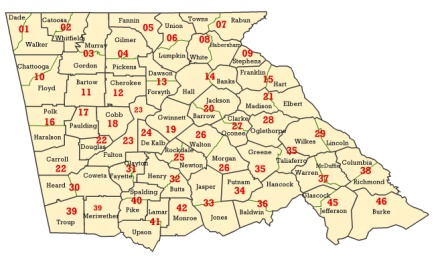 Dade
Catoosa
Fannin
Union
Towns
Rabun
01
02
05
06
07
Walker
Whitfield
Murray
Gilmer
Lumpkin
White
08
Habersham
Stephens
03
04
09
Chattooga
Gordon
Pickens
Dawson
Banks
Franklin
Hart
10
Floyd
Bartow
11
Cherokee
12
13
Forsyth
Hall
14
15
Polk
16
Haralson
17
Paulding
Cobb
18
23
Gwinnett
19
Jackson
20
Barrow
Madison
21
Elbert
Clarke
27
Oconee
28
Oglethorpe
Wilkes
29
Lincoln
Douglas
22
Fulton
23
De Kalb
24
Rockdale
25
Walton
26
Newton
Morgan
26
Greene
35
Taliaferro
35
McDuffie
Columbia
38
Richmond
Carroll
22
Heard
30
Coweta
Fayette
Clayton
31
Henry
Spalding
Butts
32
Jasper
Putnam
34
Hancock
Warren
37
Glascock
Jefferson
45
Burke
46
Troup
39
Meriwether
39
Pike
40
Lamar
41
Upson
Monroe
42
Jones
33
Baldwin
36